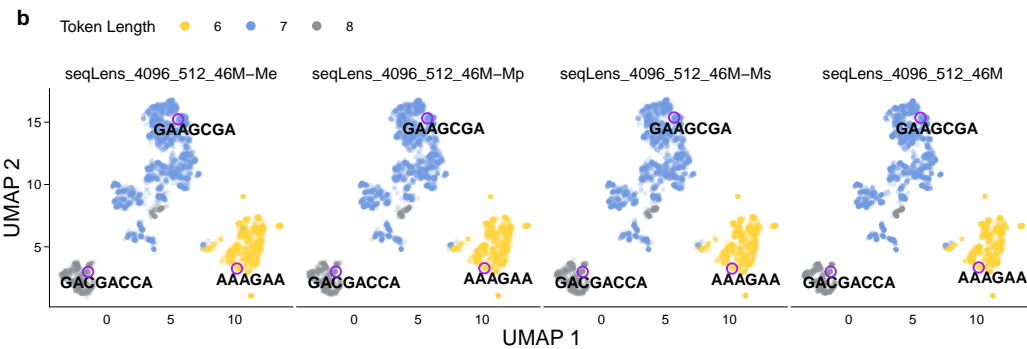 b
Token Length 6 7 8
seqLens_4096_512_46M−Me seqLens_4096_512_46M−Mp seqLens_4096_512_46M−Ms seqLens_4096_512_46M
UMAP 2
15
10
5
GAAGCGA GAAGCGA GAAGCGA GAAGCGA
GACGACCA AAAGAA GACGACCA AAAGAA GACGACCA AAAGAA GACGACCA AAAGAA
0 5 10 0 5 10 0 5 10 0 5 10
UMAP 1